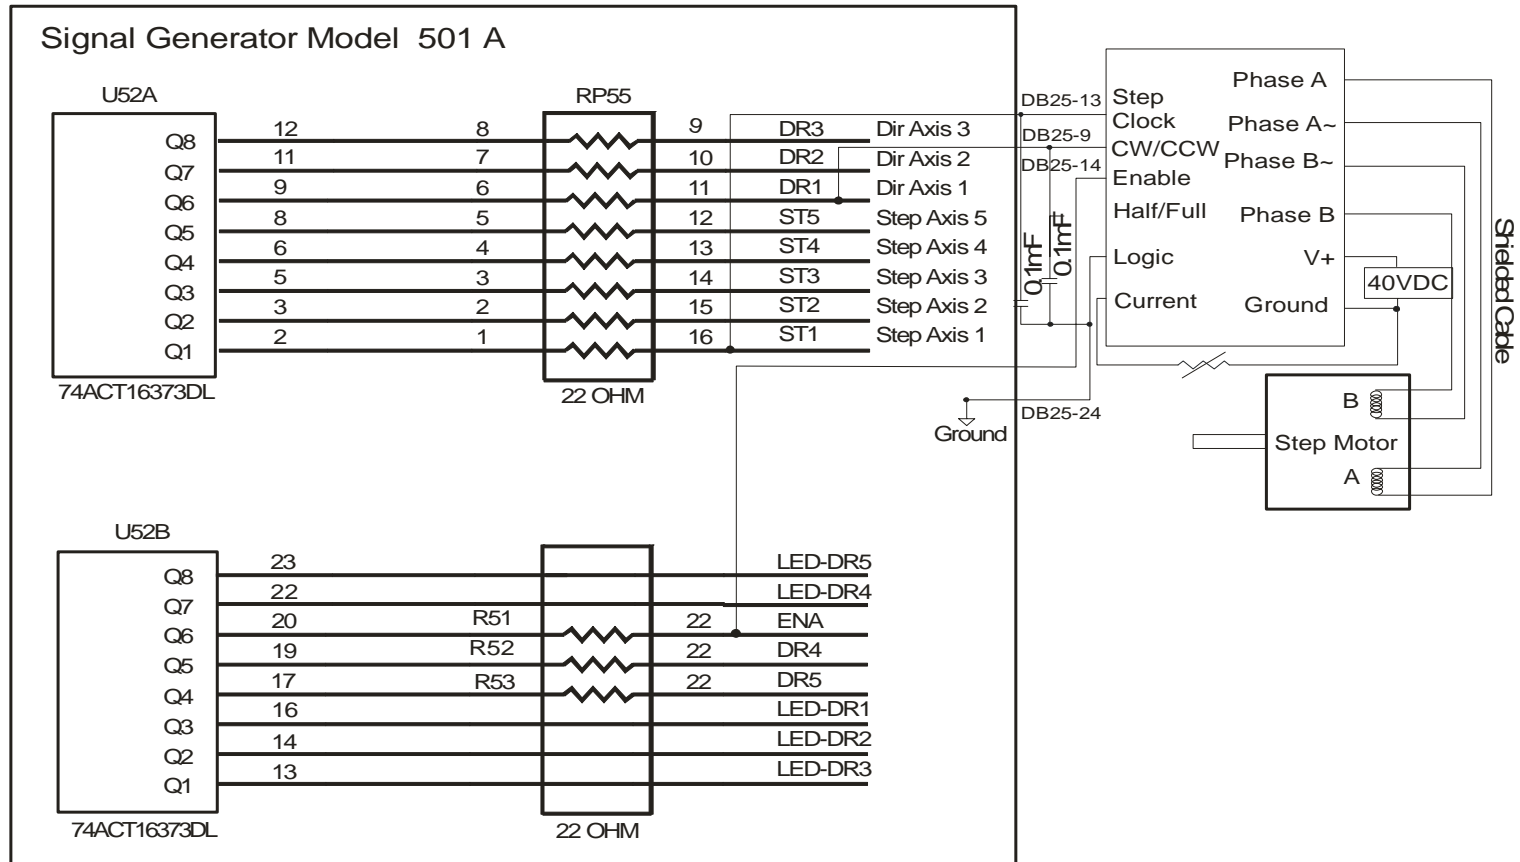 Signal Generator Model 501 A
U52A
RP55
Q8 12 8 9 DR3 Dir Axis 3
Q7 11 7 10 DR2 Dir Axis 2
Q6 9 6 11 DR1 Dir Axis 1
Q5 8 5 12 ST5 Step Axis 5
Q4 6 4 13 ST4 Step Axis 4
Q3 5 3 14 ST3 Step Axis 3
Q2 3 2 15 ST2 Step Axis 2
Q1 2 1 16 ST1 Step Axis 1
74ACT16373DL
22 OHM
DB25-13
DB25-9
DB25-14
Step
Clock
CW/CCW
Enable
Half/Full
Logic
Current
Phase A
Phase A~
Phase B~
Phase B
V+
Ground
40VDC
0.1mF
0.1mF
Shielded Cable
Ground
DB25-24
B
Step Motor
A
U52B
Q8 23 LED-DR5
Q7 22 LED-DR4
Q6 20 R51 22 ENA
Q5 19 R52 22 DR4
Q4 17 R53 22 DR5
Q3 16 LED-DR1
Q2 14 LED-DR2
Q1 13 LED-DR3
74ACT16373DL
22 OHM